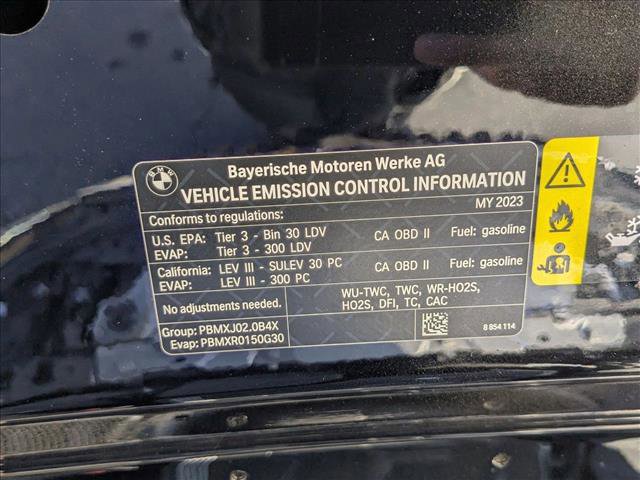 BMW
Bayerische Motoren Werke AG
VEHICLE EMISSION CONTROL INFORMATION
MY 2023
Conforms to regulations:
U.S. EPA: Tier 3 - Bin 30 LDV CA OBD II Fuel: gasoline
EVAP: Tier 3 - 300 LDV
California: LEV III - SULEV 30 PC CA OBD II Fuel: gasoline
EVAP: LEV III - 300 PC
No adjustments needed.
WU-TWC, TWC, WR-HO2S,
HO2S, DFI, TC, CAC
Group: PBMXJ02.0B4X
Evap: PBMXR0150G30
8 854 114